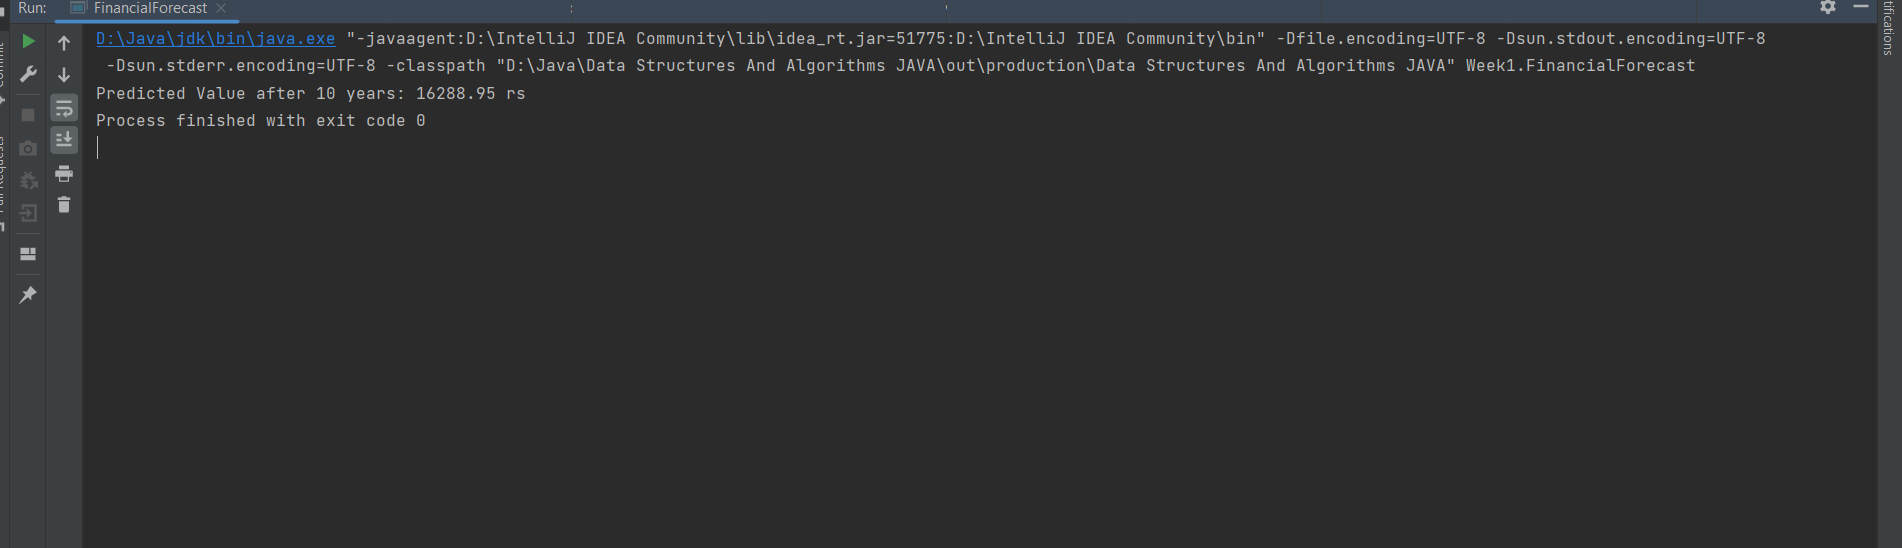 Run: FinancialForecast
D:\Java\jdk\bin\java.exe "-javaagent:D:\IntelliJ IDEA Community\lib\idea_rt.jar=51775:D:\IntelliJ IDEA Community\bin" -Dfile.encoding=UTF-8 -Dsun.stdout.encoding=UTF-8
-Dsun.stderr.encoding=UTF-8 -classpath "D:\Java\Data Structures And Algorithms JAVA\out\production\Data Structures And Algorithms JAVA" Week1.FinancialForecast
Predicted Value after 10 years: 16288.95 rs
Process finished with exit code 0